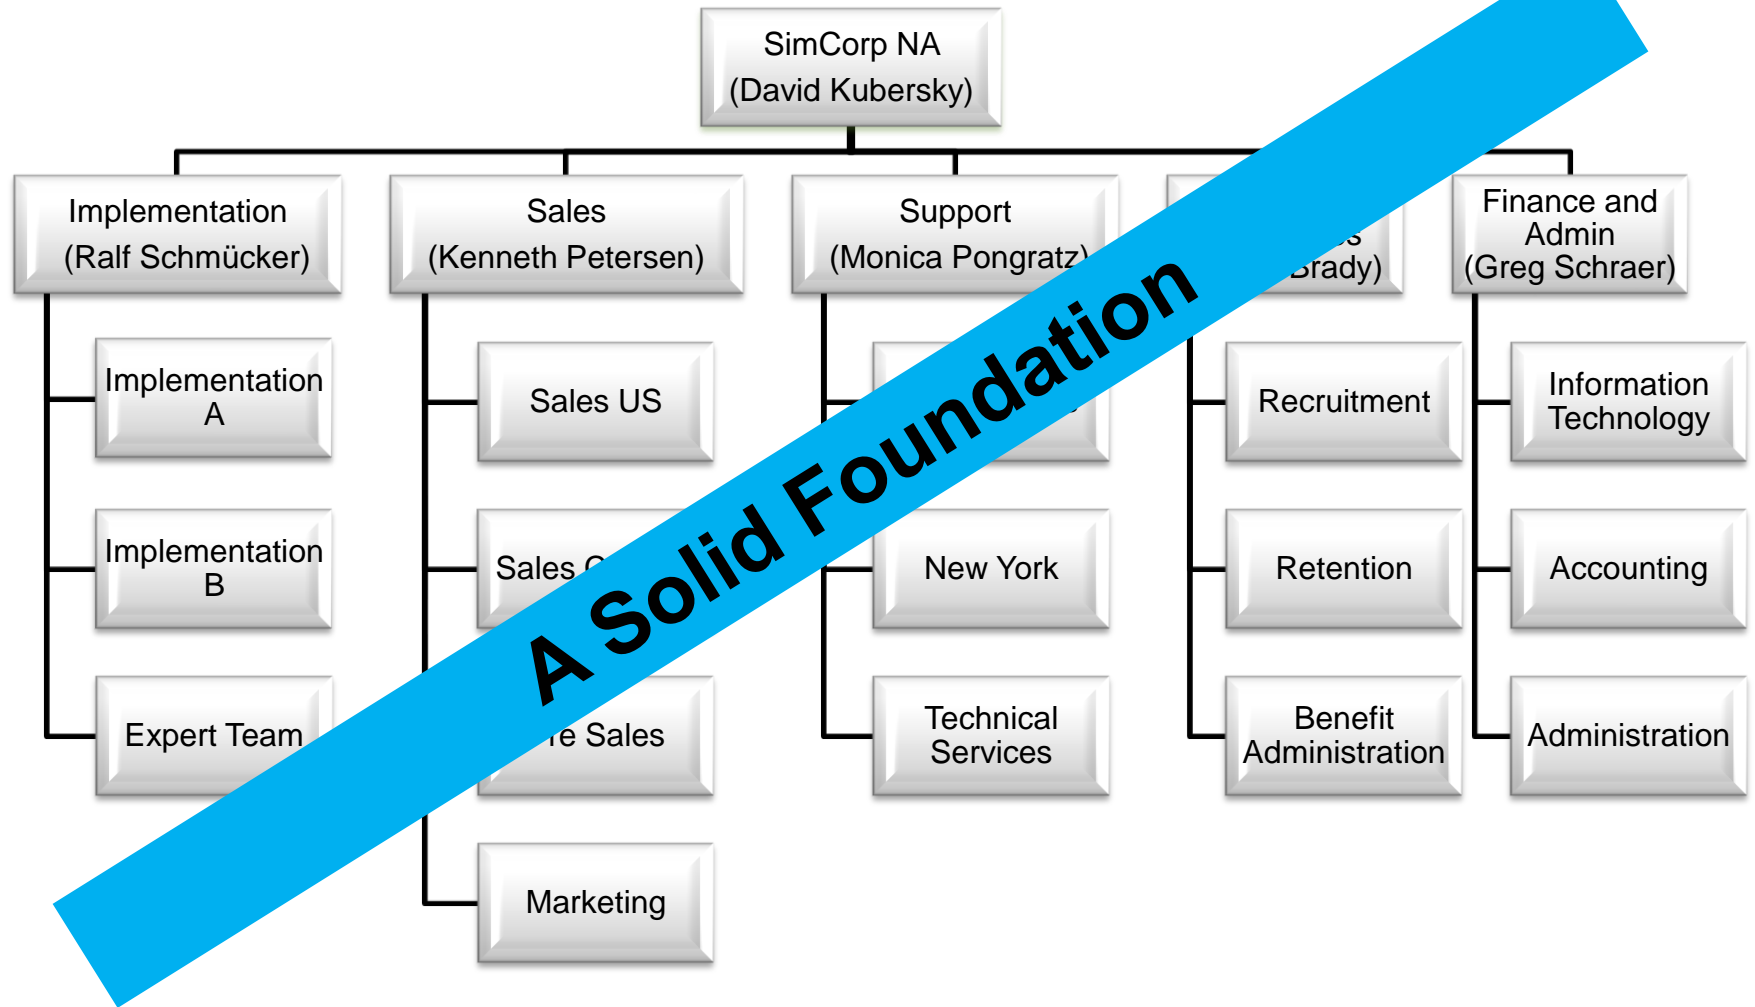 SimCorp NA
(David Kubersky)
Implementation
(Ralf Schmücker)
Sales
(Kenneth Petersen)
Support
(Monica Pongratz)
Finance and
Admin
(Greg Schraer)
Implementation
A
Implementation
B
Expert Team
Sales US
Sales
Sales
Marketing
New York
Technical
Services
Recruitment
Retention
Benefit
Administration
Information
Technology
Accounting
Administration
A Solid Foundation